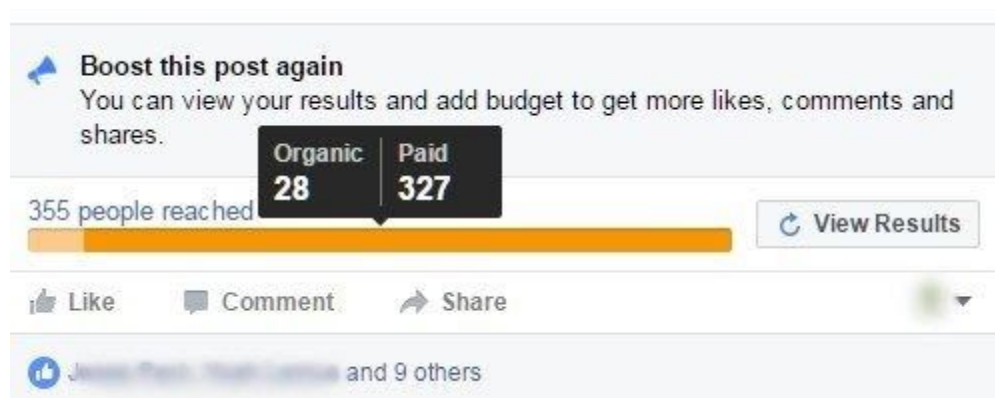 Boost this post again
You can view your results and add budget to get more likes, comments and
shares.
Organic Paid
28 327
355 people reached
View Results
Like Comment Share
and 9 others